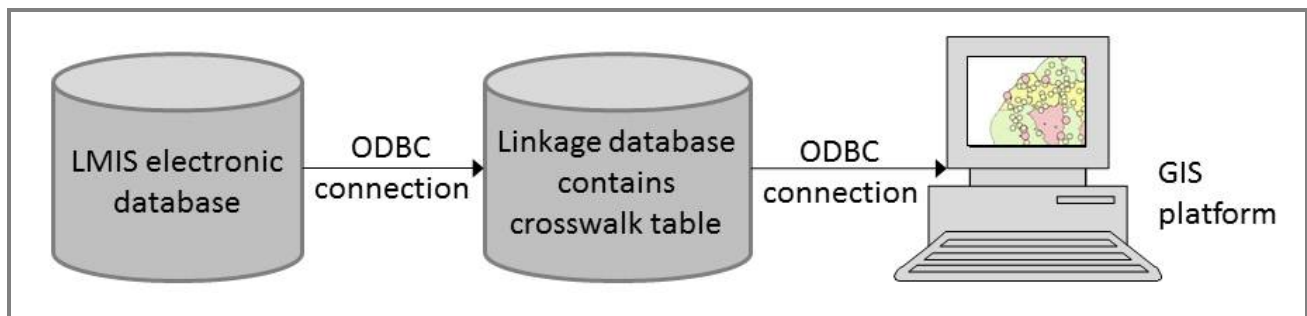 LMIS electronic
database
ODBC
connection
Linkage database
contains
crosswalk table
ODBC
connection
GIS
platform